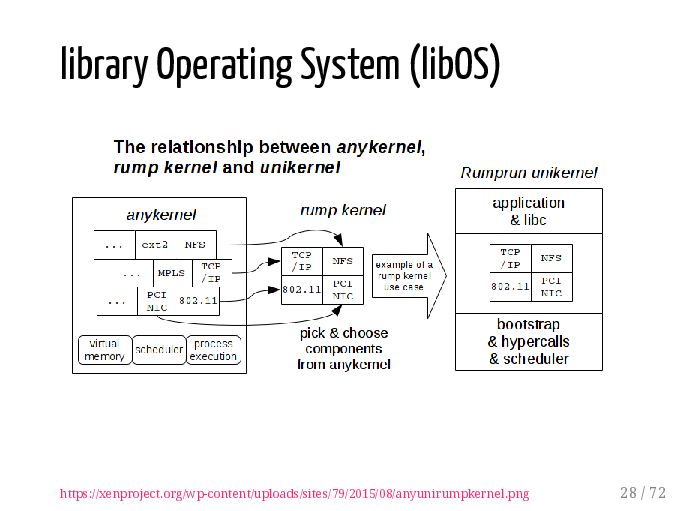 library Operating System (libOS)
The relationship between anykernel,
rump kernel and unikernel
anykernel
... ext2 NFS
... MPLS TCP
/IP
... PCI
NIC 802.11
virtual
memory
scheduler
process
execution
rump kernel
TCP
/IP
NFS
802.11
PCI
NIC
pick & choose
components
from anykernel
example of a
rump kernel
use case
Rumprun unikernel
application
& libc
TCP
/IP
NFS
802.11
PCI
NIC
bootstrap
& hypercalls
& scheduler
https://xenproject.org/wp-content/uploads/sites/79/2015/08/anyunirumpkernel.png
28 / 72